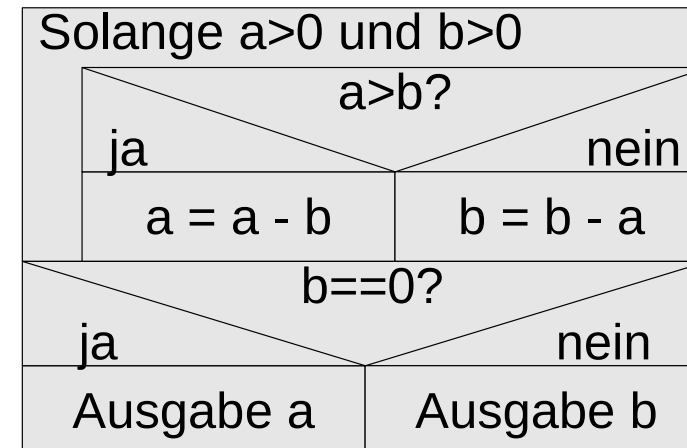 Solange a>0 und b>0
a>b?
ja nein
a = a - b b = b - a
b==0?
ja nein
Ausgabe a Ausgabe b